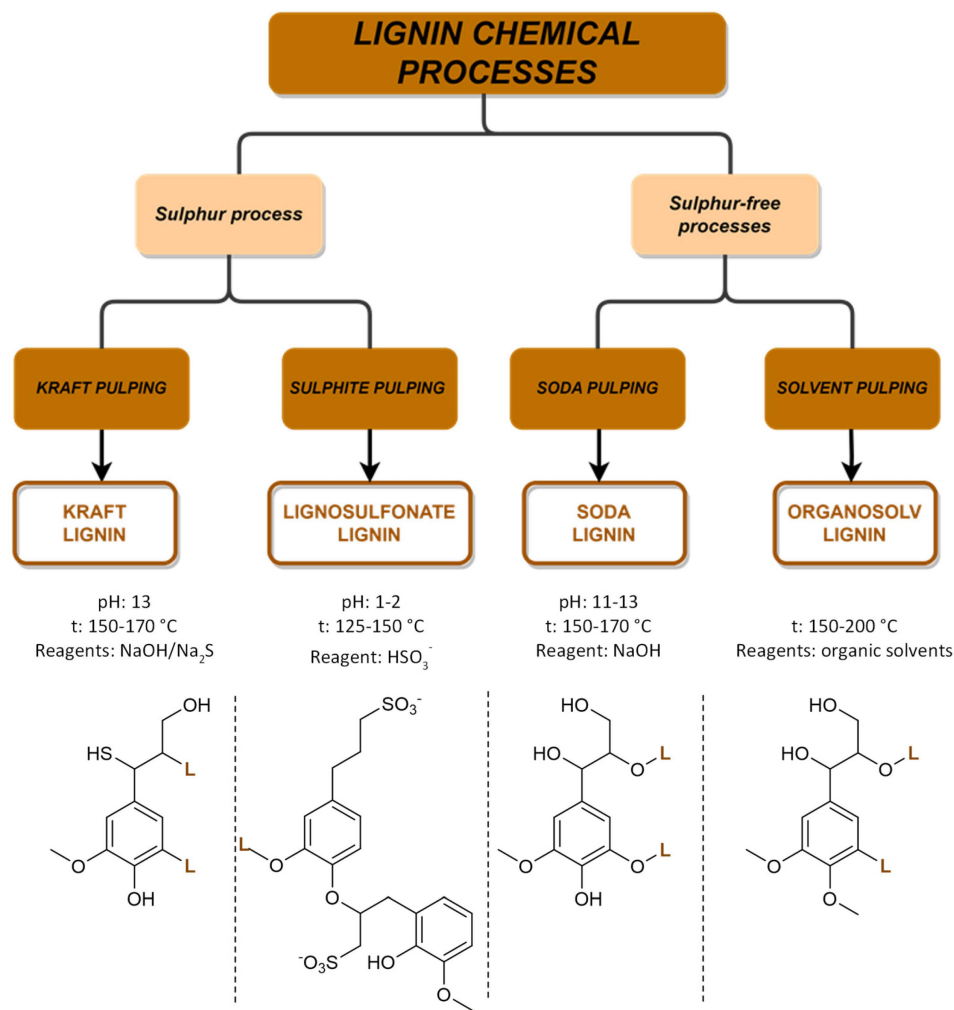 LIGNIN CHEMICAL
PROCESSES
Sulphur process
Sulphur-free
processes
KRAFT PULPING
SULPHITE PULPING
SODA PULPING
SOLVENT PULPING
KRAFT
LIGNIN
LIGNOSULFONATE
LIGNIN
SODA
LIGNIN
ORGANOSOLV
LIGNIN
pH: 13
t: 150-170 °C
Reagents: NaOH/Na₂S
pH: 1-2
t: 125-150 °C
Reagent: HSO₃⁻
pH: 11-13
t: 150-170 °C
Reagent: NaOH
t: 150-200 °C
Reagents: organic solvents
OH
HS
L
O
L
OH
SO₃⁻
L
O
O
⁻O₃S
HO
O
HO
HO
O
L
O
O
L
OH
HO
HO
O
L
O
L
O